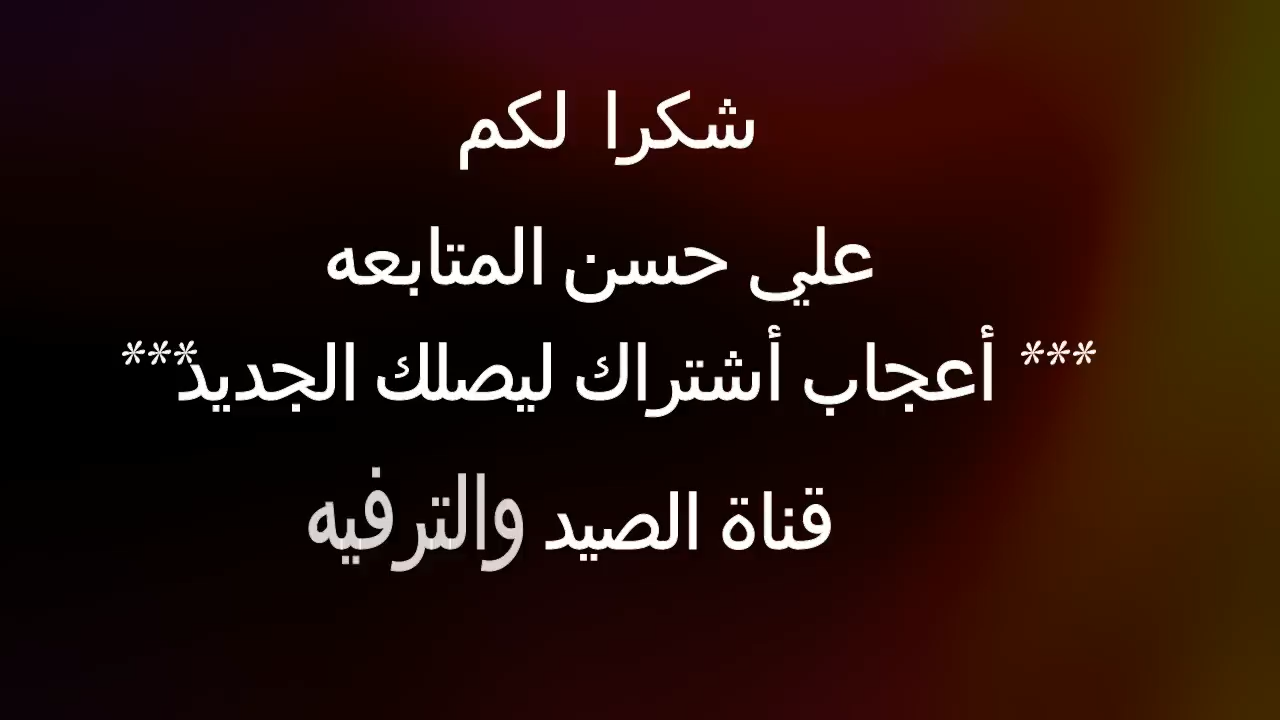 شكرا لكم
علي حسن المتابعه
*** أعجاب أشتراك ليصلك الجديد***
قناة الصيد والترفيه